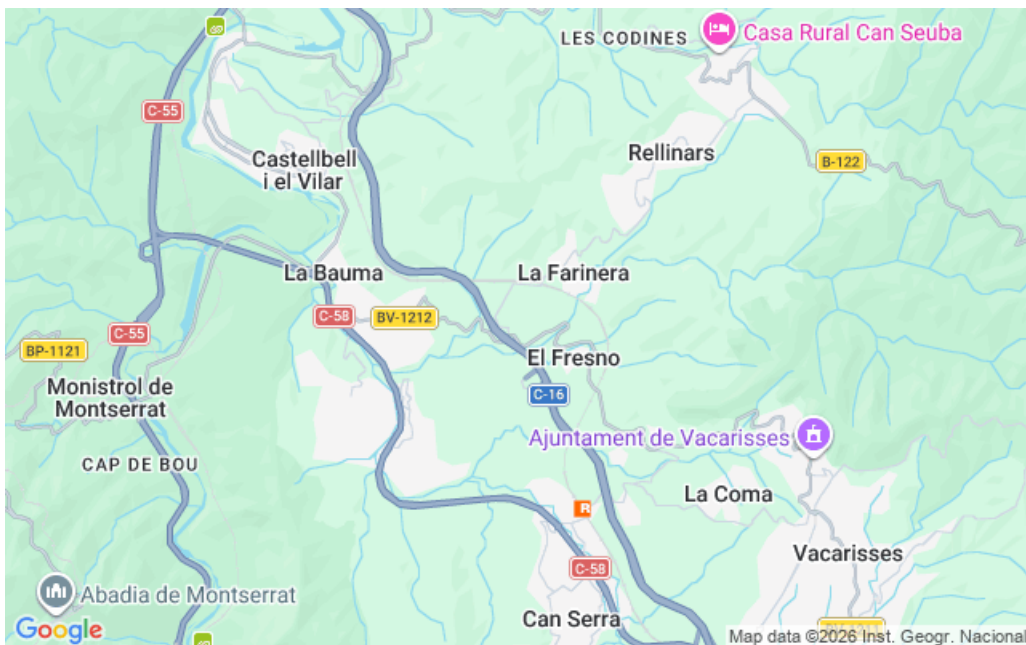 LES CODINES
Casa Rural Can Seuba
C-55
Castellbell
i el Vilar
Rellinars
B-122
La Bauma
La Farinera
C-58
BV-1212
C-55
BP-1121
El Fresno
Monistrol de
Montserrat
C-16
Ajuntament de Vacarisses
CAP DE BOU
La Coma
R
Vacarisses
C-58
Abadia de Montserrat
Can Serra
Google
Map data ©2026 Inst. Geogr. Nacional